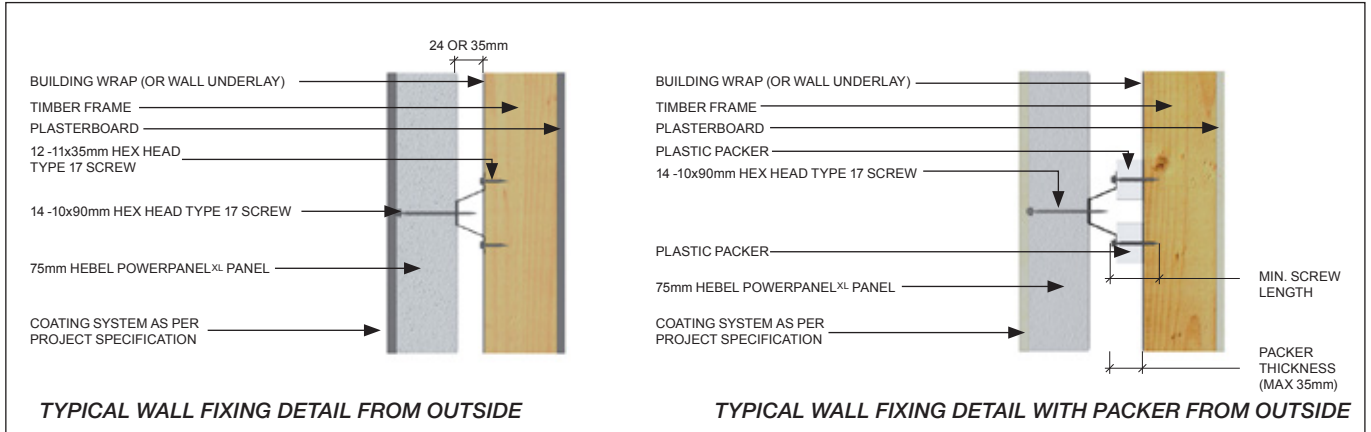 24 OR 35mm
BUILDING WRAP (OR WALL UNDERLAY)
TIMBER FRAME
PLASTERBOARD
12 -11x35mm HEX HEAD
TYPE 17 SCREW
14 -10x90mm HEX HEAD TYPE 17 SCREW
75mm HEBEL POWERPANELXL PANEL
COATING SYSTEM AS PER
PROJECT SPECIFICATION
TYPICAL WALL FIXING DETAIL FROM OUTSIDE
BUILDING WRAP (OR WALL UNDERLAY)
TIMBER FRAME
PLASTERBOARD
PLASTIC PACKER
14 -10x90mm HEX HEAD TYPE 17 SCREW
PLASTIC PACKER
75mm HEBEL POWERPANELXL PANEL
COATING SYSTEM AS PER
PROJECT SPECIFICATION
MIN. SCREW
LENGTH
PACKER
THICKNESS
(MAX 35mm)
TYPICAL WALL FIXING DETAIL WITH PACKER FROM OUTSIDE